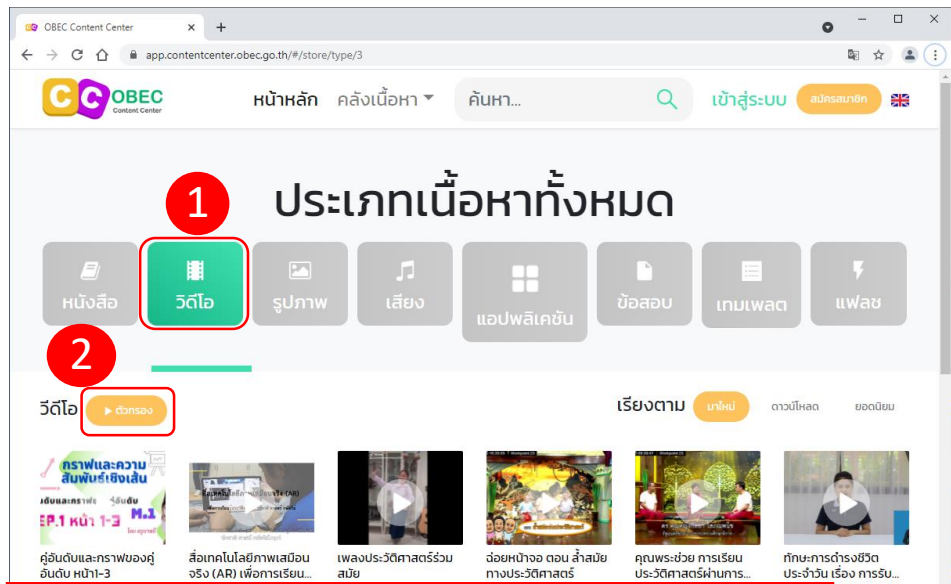 OBEC Content Center
app.contentcenter.obec.go.th/#/store/type/3
CC OBEC
Content Center
หน้าหลัก คลังเนื้อหา ค้นหา... เข้าสู่ระบบ สมัครสมาชิก
ประเภทเนื้อหาทั้งหมด
1
หนังสือ วิดีโอ รูปภาพ เสียง แอปพลิเคชัน ข้อสอบ เทมเพลต แฟลช
2
วีดีโอ ตัวกรอง เรียงตาม มาใหม่ ดาวน์โหลด ยอดนิยม
กราฟและความ
สัมพันธ์เชิงเส้น
M.1
EP.1 หน้า 1-3
คู่อันดับและกราฟของคู่
อันดับ หน้า1-3
สื่อเทคโนโลยีภาพเสมือน
จริง (AR) เพื่อการเรียน...
เพลงประวัติศาสตร์ร่วม
สมัย
ฉ่อยหน้าจอ ตอน ล้ำสมัย
ทางประวัติศาสตร์
คุณพระช่วย การเรียน
ประวัติศาสตร์ผ่านการ...
ทักษะการดำรงชีวิต
ประจำวัน เรื่อง การรับ...